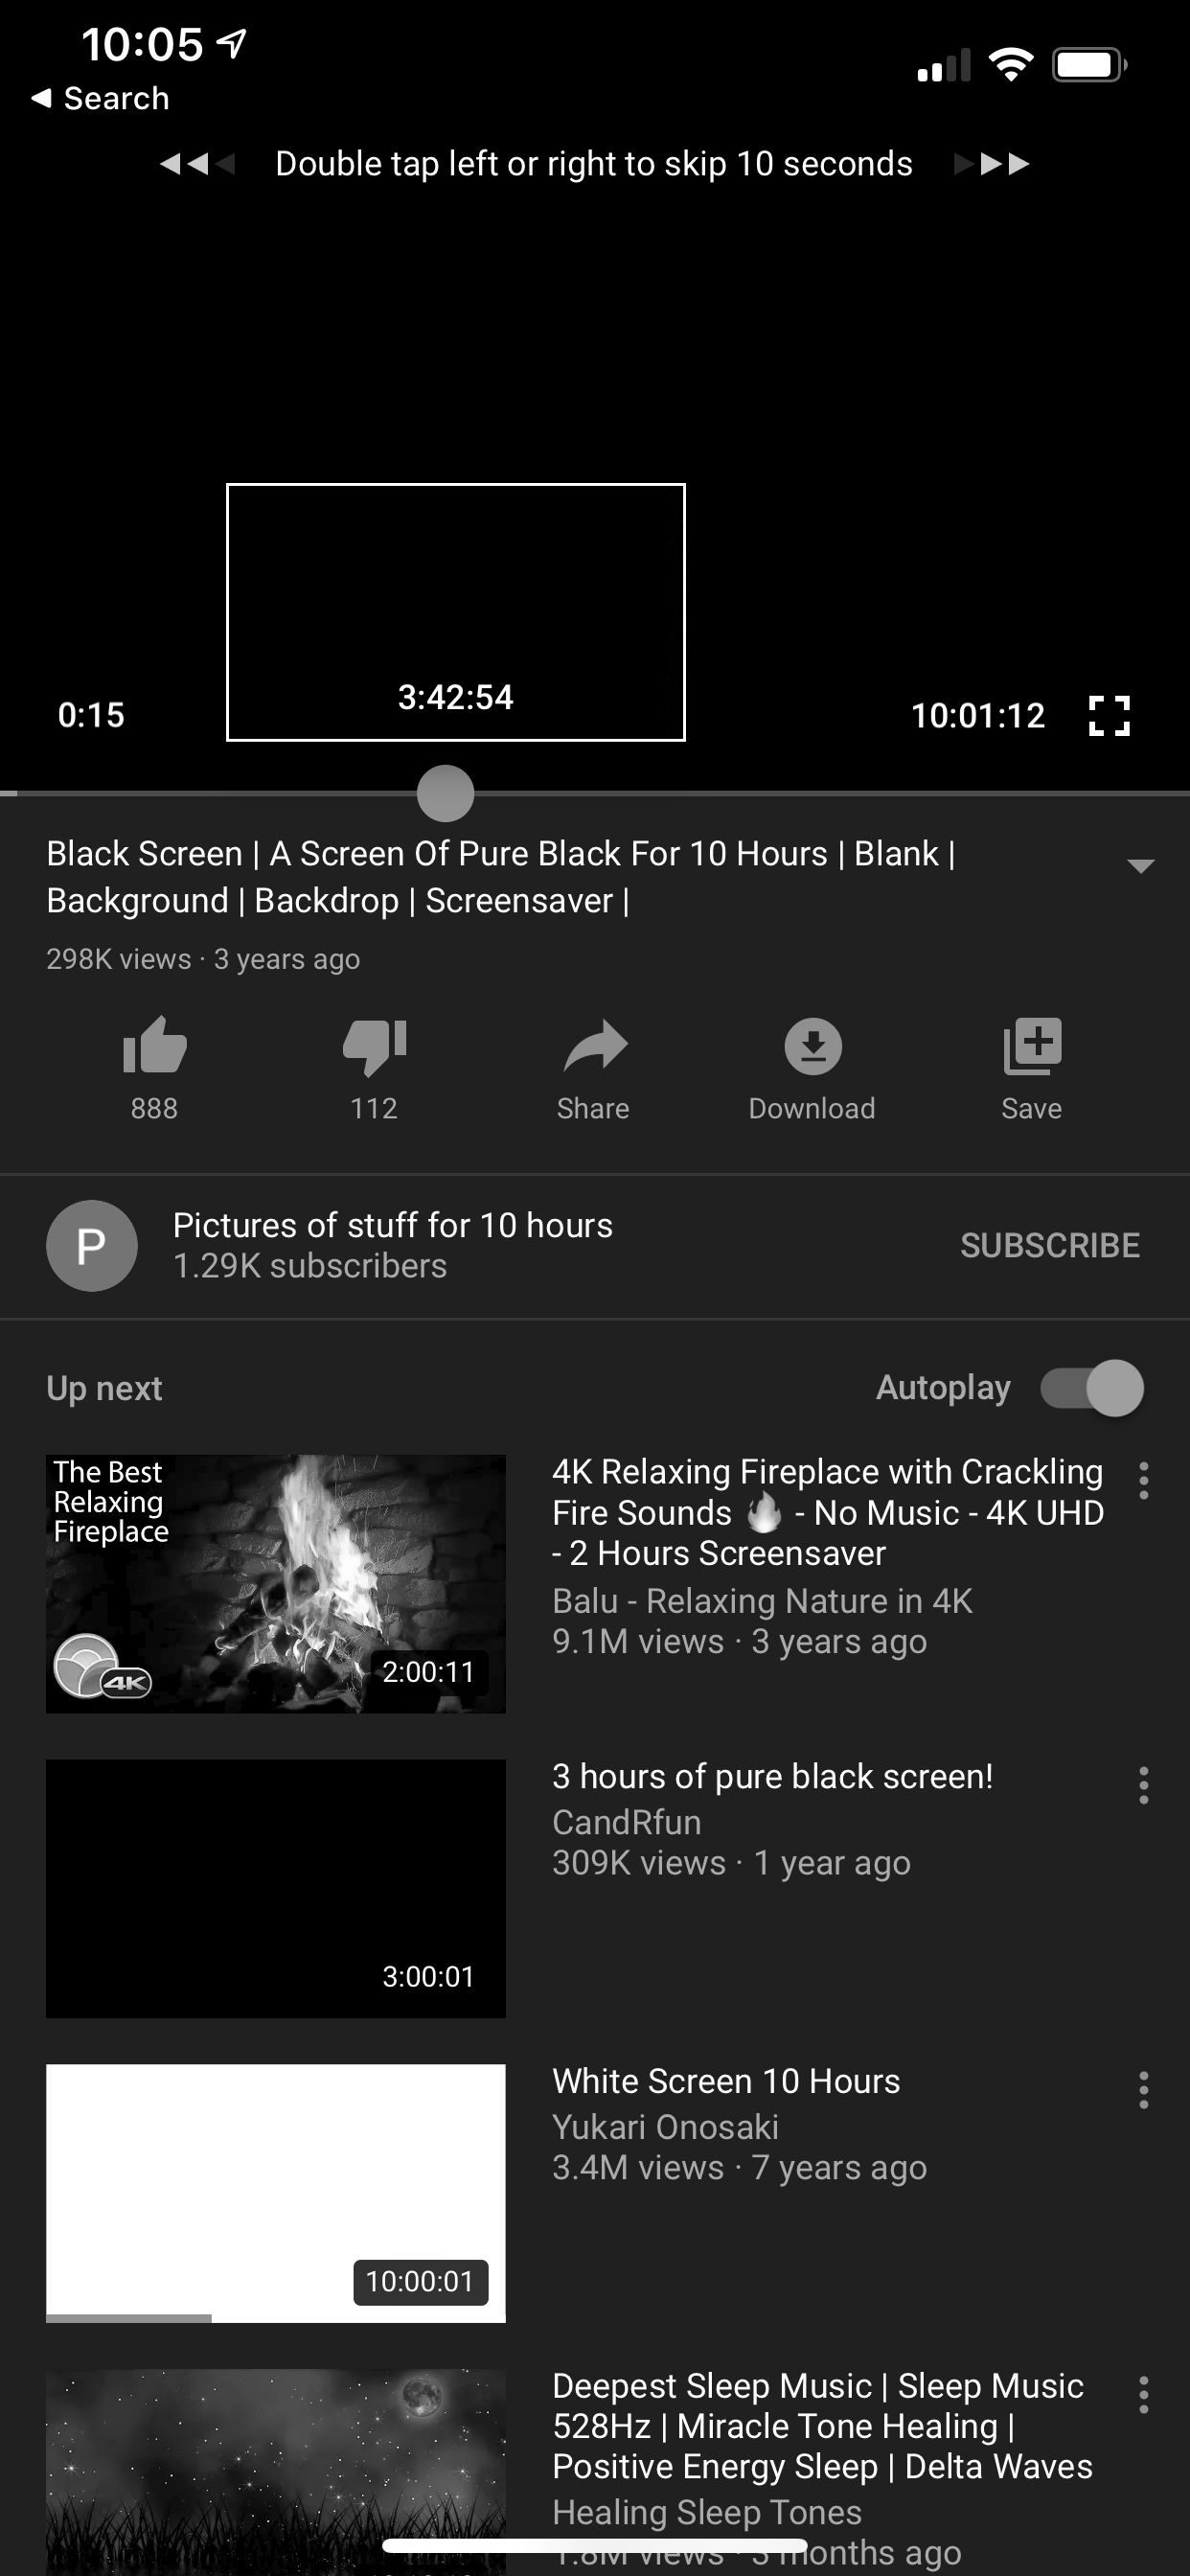 10:05
Search
Double tap left or right to skip 10 seconds
3:42:54
0:15
10:01:12
Black Screen | A Screen Of Pure Black For 10 Hours | Blank |
Background | Backdrop | Screensaver |
298K views · 3 years ago
888
112
Share
Download
Save
P
Pictures of stuff for 10 hours
1.29K subscribers
SUBSCRIBE
Up next
Autoplay
The Best
Relaxing
Fireplace
4K
2:00:11
4K Relaxing Fireplace with Crackling
Fire Sounds 🔥 - No Music - 4K UHD
- 2 Hours Screensaver
Balu - Relaxing Nature in 4K
9.1M views · 3 years ago
3:00:01
3 hours of pure black screen!
CandRfun
309K views · 1 year ago
10:00:01
White Screen 10 Hours
Yukari Onosaki
3.4M views · 7 years ago
Deepest Sleep Music | Sleep Music
528Hz | Miracle Tone Healing |
Positive Energy Sleep | Delta Waves
Healing Sleep Tones
1.8M views · 3 months ago